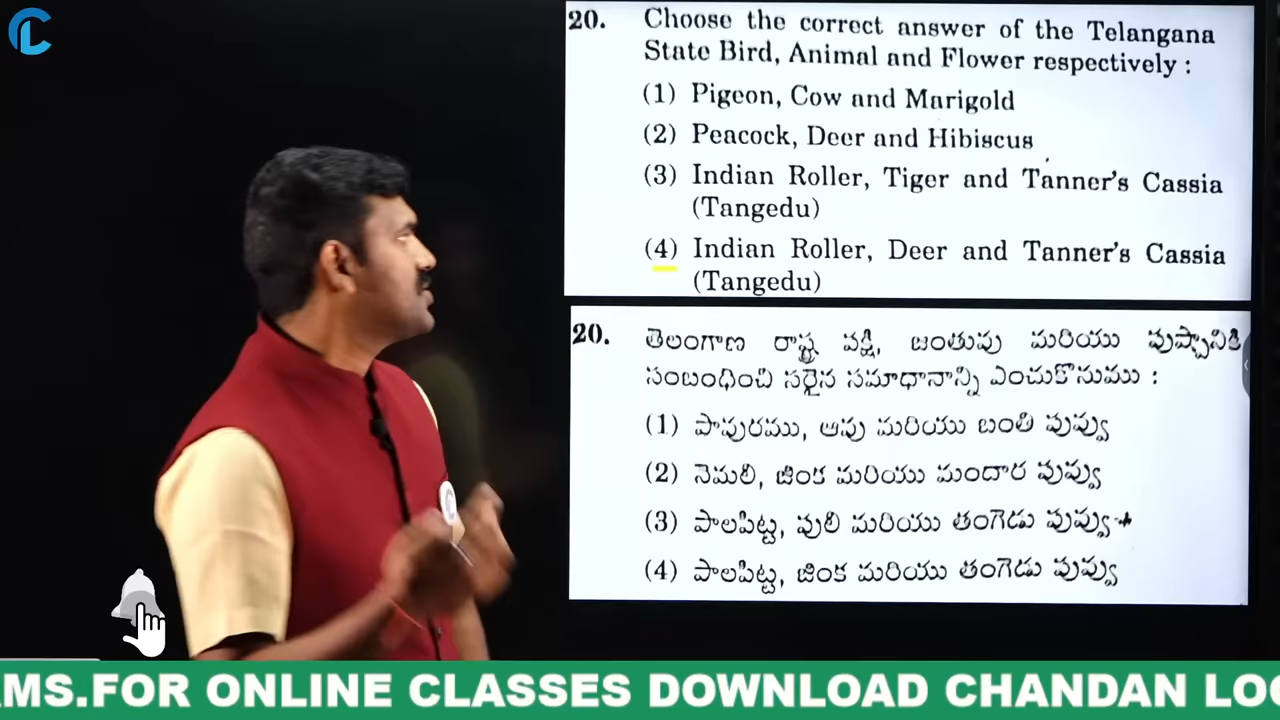 20. Choose the correct answer of the Telangana
State Bird, Animal and Flower respectively :
(1) Pigeon, Cow and Marigold
(2) Peacock, Deer and Hibiscus
(3) Indian Roller, Tiger and Tanner's Cassia
(Tangedu)
(4) Indian Roller, Deer and Tanner's Cassia
(Tangedu)
20. తెలంగాణ రాష్ట్ర పక్షి, జంతువు మరియు పుష్పానికి
సంబంధించి సరైన సమాధానాన్ని ఎంచుకొనుము :
(1) పావురము, ఆవు మరియు బంతి పువ్వు
(2) నెమలి, జింక మరియు మందార పువ్వు
(3) పాలపిట్ట, పులి మరియు తంగెడు పువ్వు
(4) పాలపిట్ట, జింక మరియు తంగెడు పువ్వు
AMS.FOR ONLINE CLASSES DOWNLOAD CHANDAN LOG